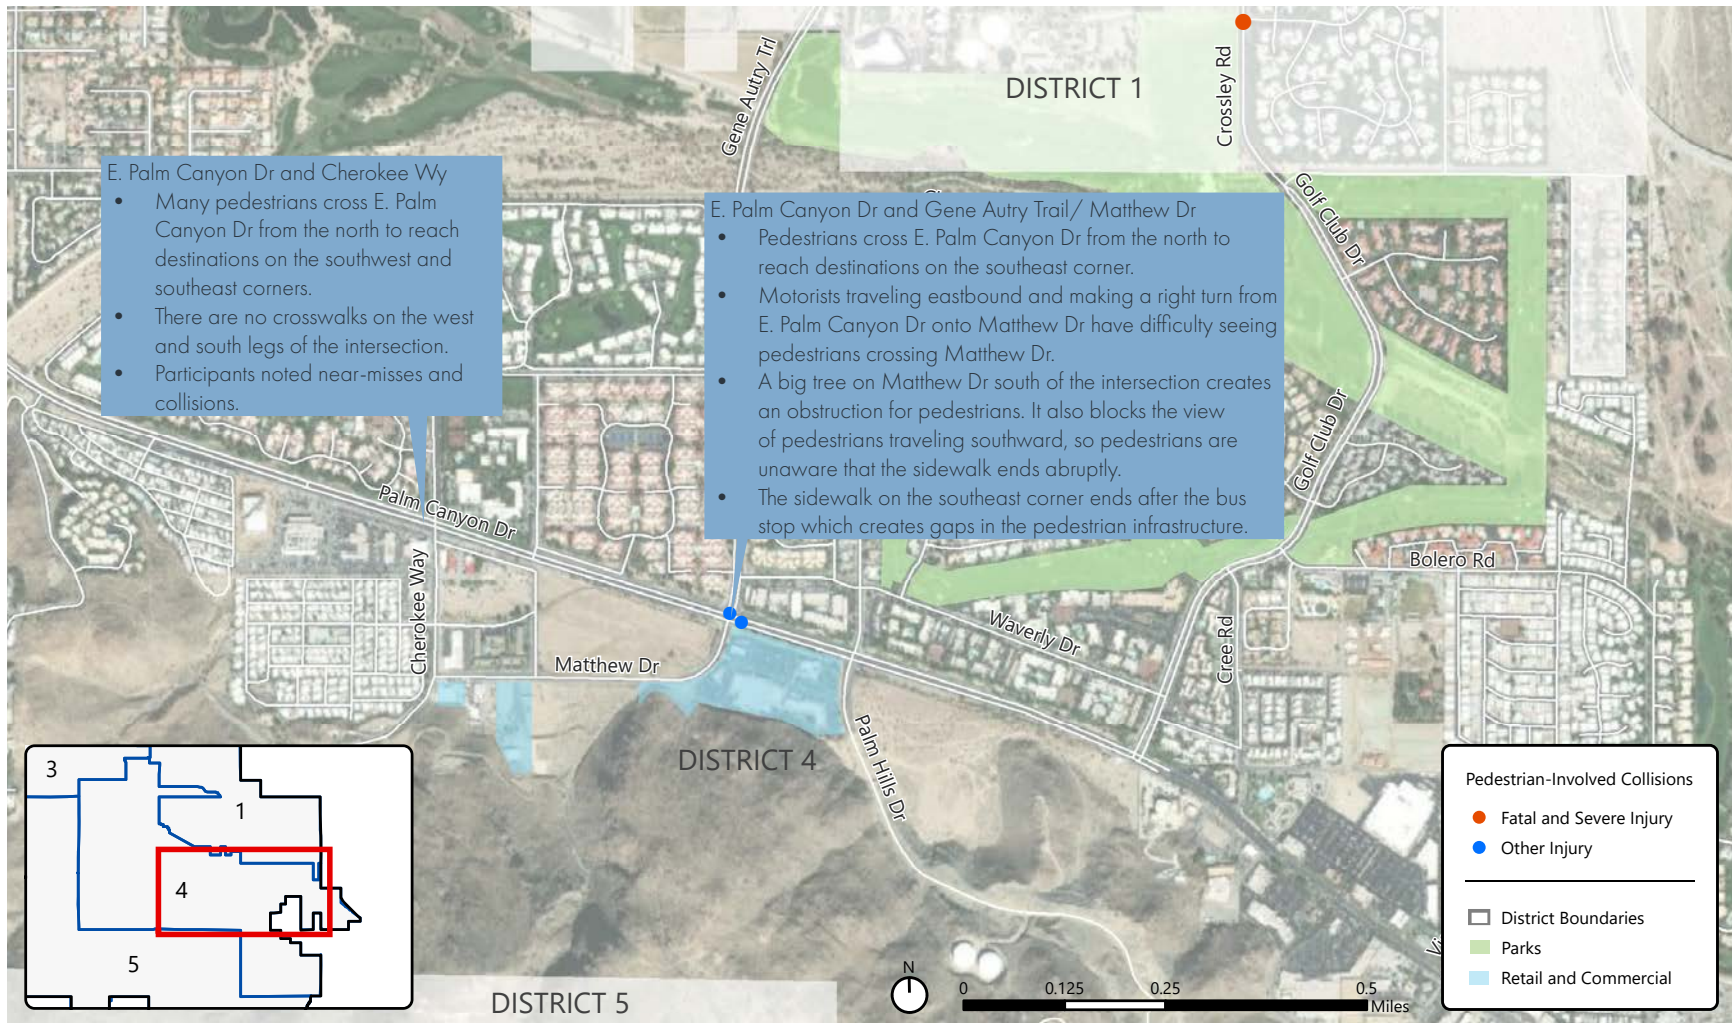 DISTRICT 1
Gene Autry Trl
Crossley Rd
E. Palm Canyon Dr and Cherokee Wy
• Many pedestrians cross E. Palm
Canyon Dr from the north to reach
destinations on the southwest and
southeast corners.
• There are no crosswalks on the west
and south legs of the intersection.
• Participants noted near-misses and
collisions.
E. Palm Canyon Dr and Gene Autry Trail/ Matthew Dr
• Pedestrians cross E. Palm Canyon Dr from the north to
reach destinations on the southeast corner.
• Motorists traveling eastbound and making a right turn from
E. Palm Canyon Dr onto Matthew Dr have difficulty seeing
pedestrians crossing Matthew Dr.
• A big tree on Matthew Dr south of the intersection creates
an obstruction for pedestrians. It also blocks the view
of pedestrians traveling southward, so pedestrians are
unaware that the sidewalk ends abruptly.
• The sidewalk on the southeast corner ends after the bus
stop which creates gaps in the pedestrian infrastructure.
Golf Club Dr
Golf Club Dr
Palm Canyon Dr
Cherokee Way
Bolero Rd
Waverly Dr
Cree Rd
Matthew Dr
DISTRICT 4
Palm Hills Dr
3
1
4
5
DISTRICT 5
N
0 0.125 0.25 0.5
Miles
Pedestrian-Involved Collisions
Fatal and Severe Injury
Other Injury
District Boundaries
Parks
Retail and Commercial